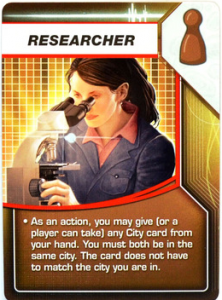 RESEARCHER
• As an action, you may give (or a
player can take) any City card from
your hand. You must both be in the
same city. The card does not have
to match the city you are in.